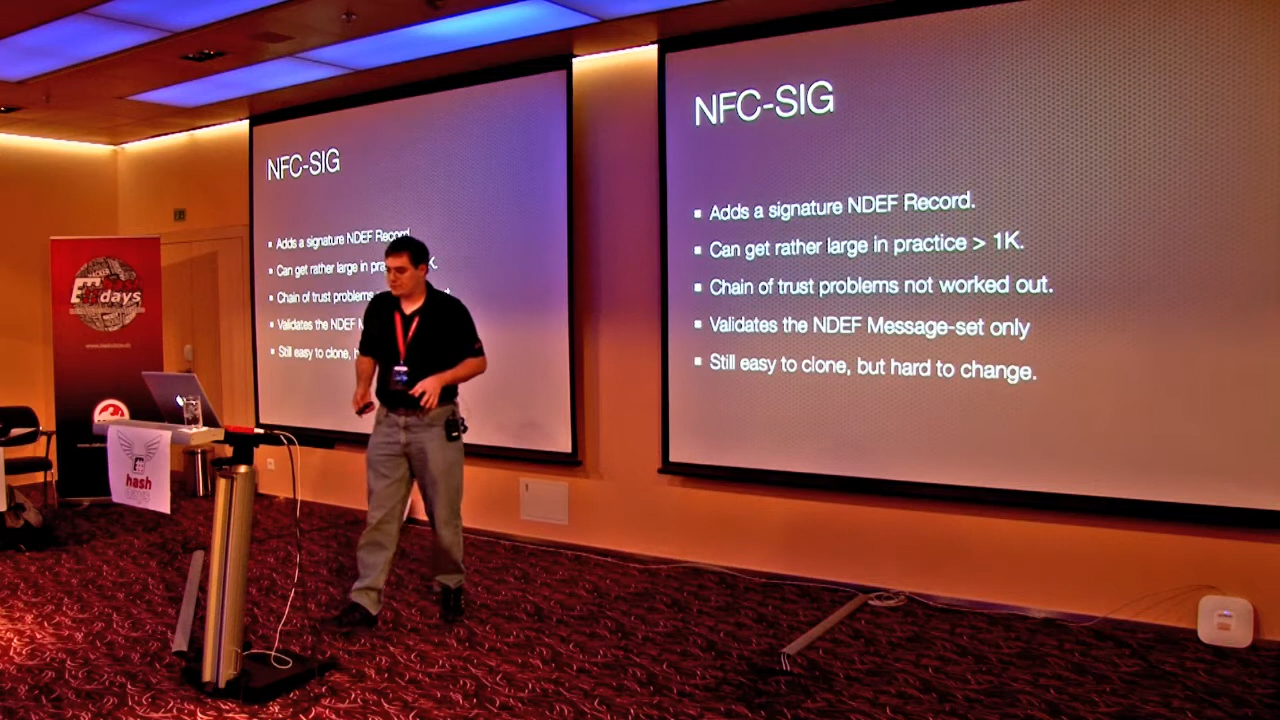 NFC-SIG
Adds a signature NDEF Record.
Can get rather large in
Chain of trust problems
Validates the NDEF
Still easy to clone,
NFC-SIG
Adds a signature NDEF Record.
Can get rather large in practice > 1K.
Chain of trust problems not worked out.
Validates the NDEF Message-set only
Still easy to clone, but hard to change.
days
hash